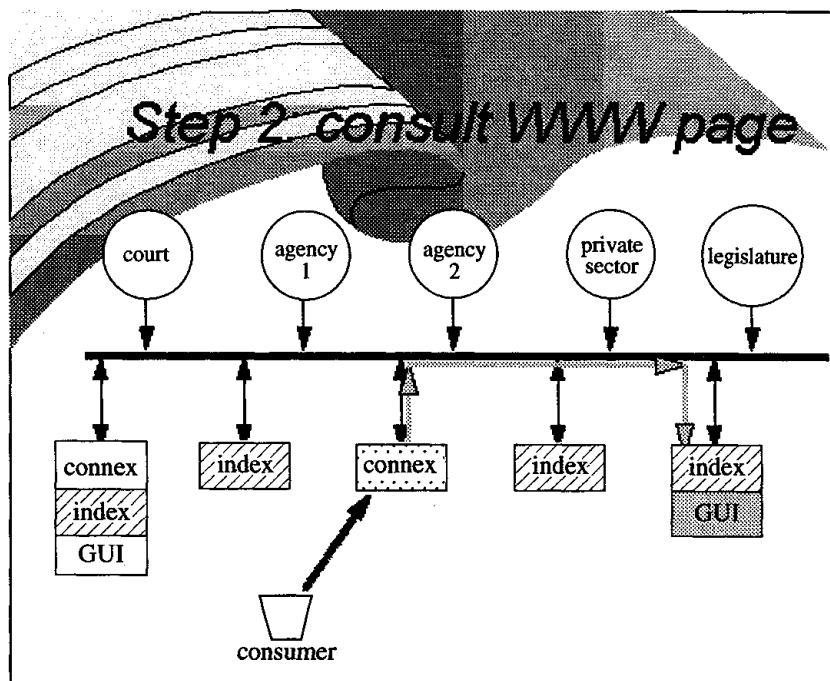 Step 2: consult WWW page
court
agency
1
agency
2
private
sector
legislature
connex
index
GUI
index
connex
index
index
GUI
consumer